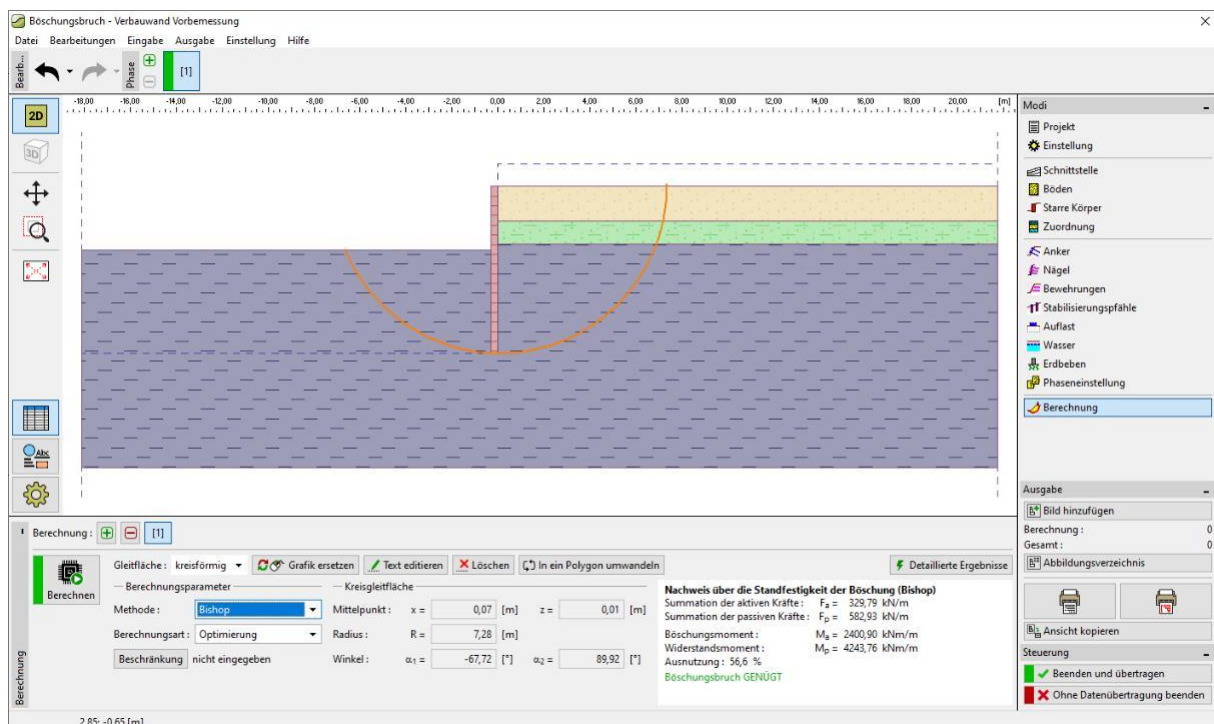 Böschungsbruch - Verbauwand Vorbemessung
Datei Bearbeitungen Eingabe Ausgabe Einstellung Hilfe
Bearb...
Phase
[1]
-18,00 -16,00 -14,00 -12,00 -10,00 -8,00 -6,00 -4,00 -2,00 0,00 2,00 4,00 6,00 8,00 10,00 12,00 14,00 16,00 18,00 20,00 [m]
2D
3D
Abc
Modi
Projekt
Einstellung
Schnittstelle
Böden
Starre Körper
Zuordnung
Anker
Nägel
Bewehrungen
Stabilisierungspfähle
Auflast
Wasser
Erdbeben
Phaseneinstellung
Berechnung
Ausgabe
Bild hinzufügen
Berechnung : 0
Gesamt : 0
Abbildungsverzeichnis
Ansicht kopieren
Steuerung
Beenden und übertragen
Ohne Datenübertragung beenden
Berechnung : [1]
Berechnen
Gleitfläche : kreisförmig Grafik ersetzen Text editieren Löschen In ein Polygon umwandeln Detaillierte Ergebnisse
Berechnungsparameter
Methode : Bishop
Berechnungsart : Optimierung
Beschränkung nicht eingegeben
Kreisgleitfläche
Mittelpunkt : x = 0,07 [m] z = 0,01 [m]
Radius : R = 7,28 [m]
Winkel : α₁ = -67,72 [°] α₂ = 89,92 [°]
Nachweis über die Standfestigkeit der Böschung (Bishop)
Summation der aktiven Kräfte : Fₐ = 329,79 kN/m
Summation der passiven Kräfte : Fₚ = 582,93 kN/m
Böschungsmoment : Mₐ = 2400,90 kNm/m
Widerstandsmoment : Mₚ = 4243,76 kNm/m
Ausnutzung : 56,6 %
Böschungsbruch GENÜGT
Berechnung
2,85; -0,65 [m]